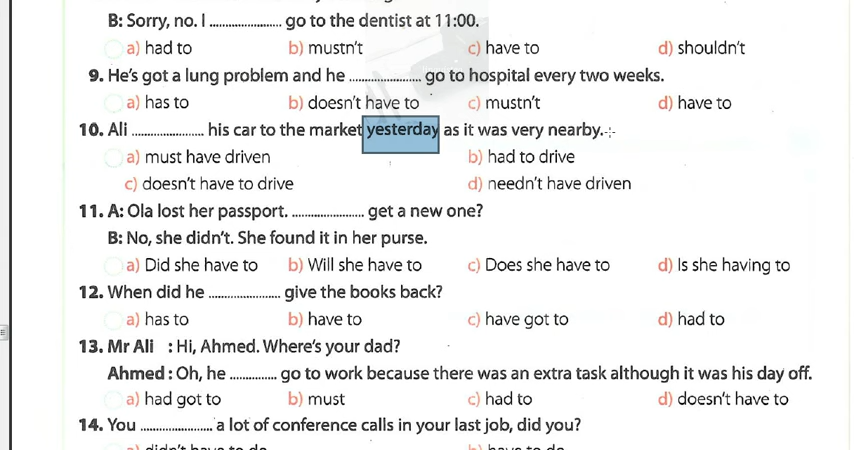 B: Sorry, no. I ........................ go to the dentist at 11:00.
a) had to b) mustn't c) have to d) shouldn't
9. He's got a lung problem and he ........................ go to hospital every two weeks.
a) has to b) doesn't have to c) mustn't d) have to
10. Ali ........................ his car to the market yesterday as it was very nearby.
a) must have driven b) had to drive
c) doesn't have to drive d) needn't have driven
11. A: Ola lost her passport. ........................ get a new one?
B: No, she didn't. She found it in her purse.
a) Did she have to b) Will she have to c) Does she have to d) Is she having to
12. When did he ........................ give the books back?
a) has to b) have to c) have got to d) had to
13. Mr Ali : Hi, Ahmed. Where's your dad?
Ahmed : Oh, he ............... go to work because there was an extra task although it was his day off.
a) had got to b) must c) had to d) doesn't have to
14. You ........................ a lot of conference calls in your last job, did you?
a) didn't have to do b) have to do